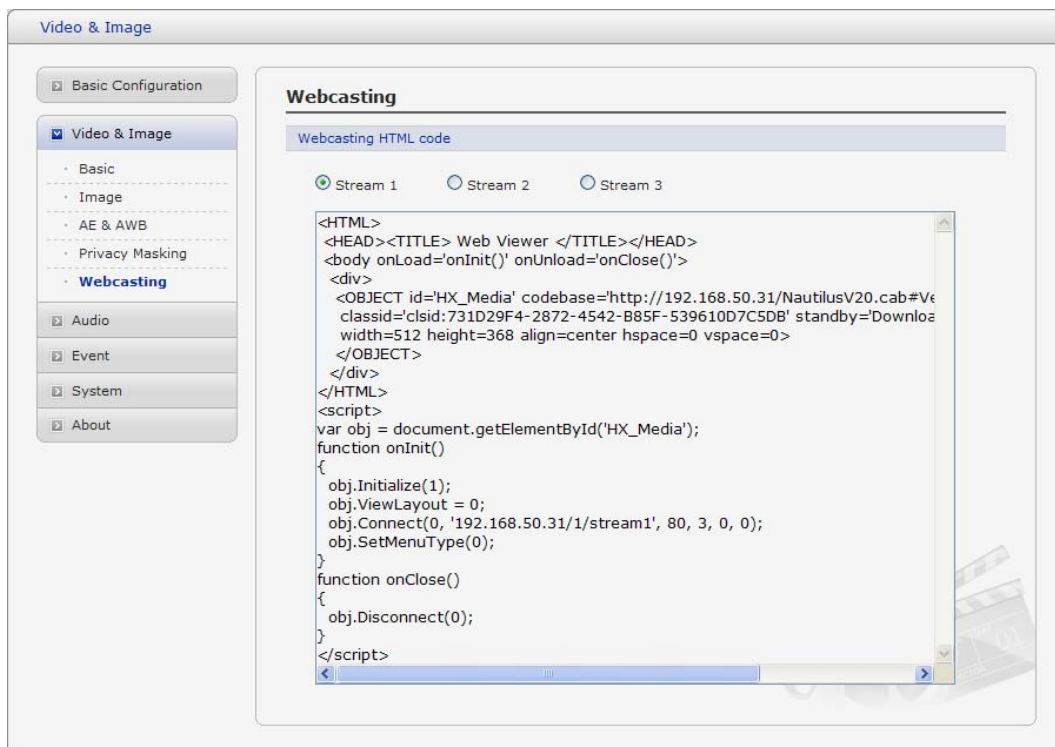 Video & Image
Basic Configuration
Video & Image
Basic
Image
AE & AWB
Privacy Masking
Webcasting
Audio
Event
System
About
Webcasting
Webcasting HTML code
Stream 1 Stream 2 Stream 3
<HTML>
<HEAD><TITLE> Web Viewer </TITLE></HEAD>
<body onLoad='onInit()' onUnload='onClose()'>
<div>
<OBJECT id='HX_Media' codebase='http://192.168.50.31/NautilusV20.cab#Ve
classid='clsid:731D29F4-2872-4542-B85F-539610D7C5DB' standby='Downloa
width=512 height=368 align=center hspace=0 vspace=0>
</OBJECT>
</div>
</HTML>
<script>
var obj = document.getElementById('HX_Media');
function onInit()
{
obj.Initialize(1);
obj.ViewLayout = 0;
obj.Connect(0, '192.168.50.31/1/stream1', 80, 3, 0, 0);
obj.SetMenuType(0);
}
function onClose()
{
obj.Disconnect(0);
}
</script>